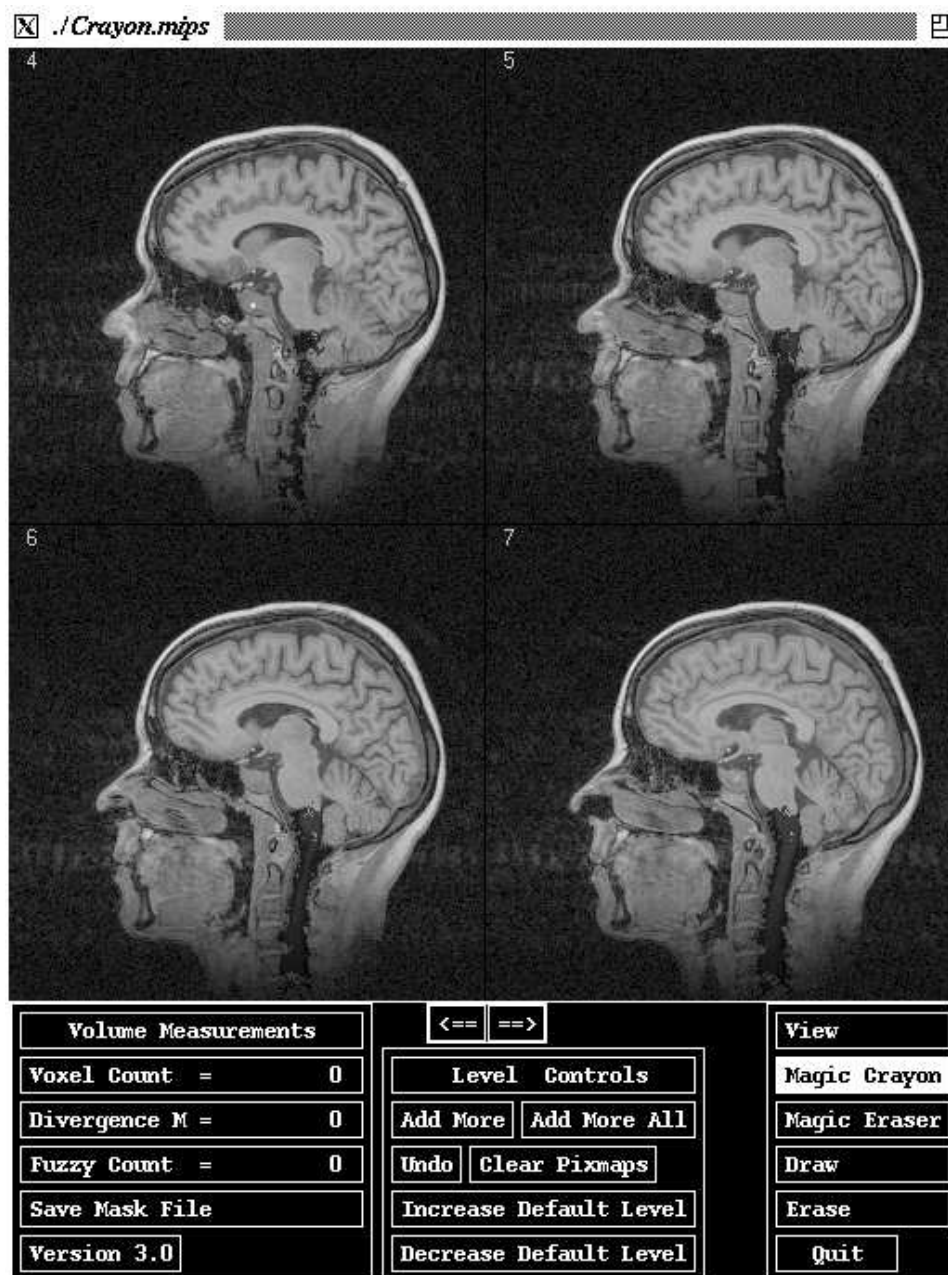 X ./Crayon.mips
4
5
6
7
Volume Measurements
Voxel Count = 0
Divergence M = 0
Fuzzy Count = 0
Save Mask File
Version 3.0
<== ==>
Level Controls
Add More Add More All
Undo Clear Pixmaps
Increase Default Level
Decrease Default Level
View
Magic Crayon
Magic Eraser
Draw
Erase
Quit